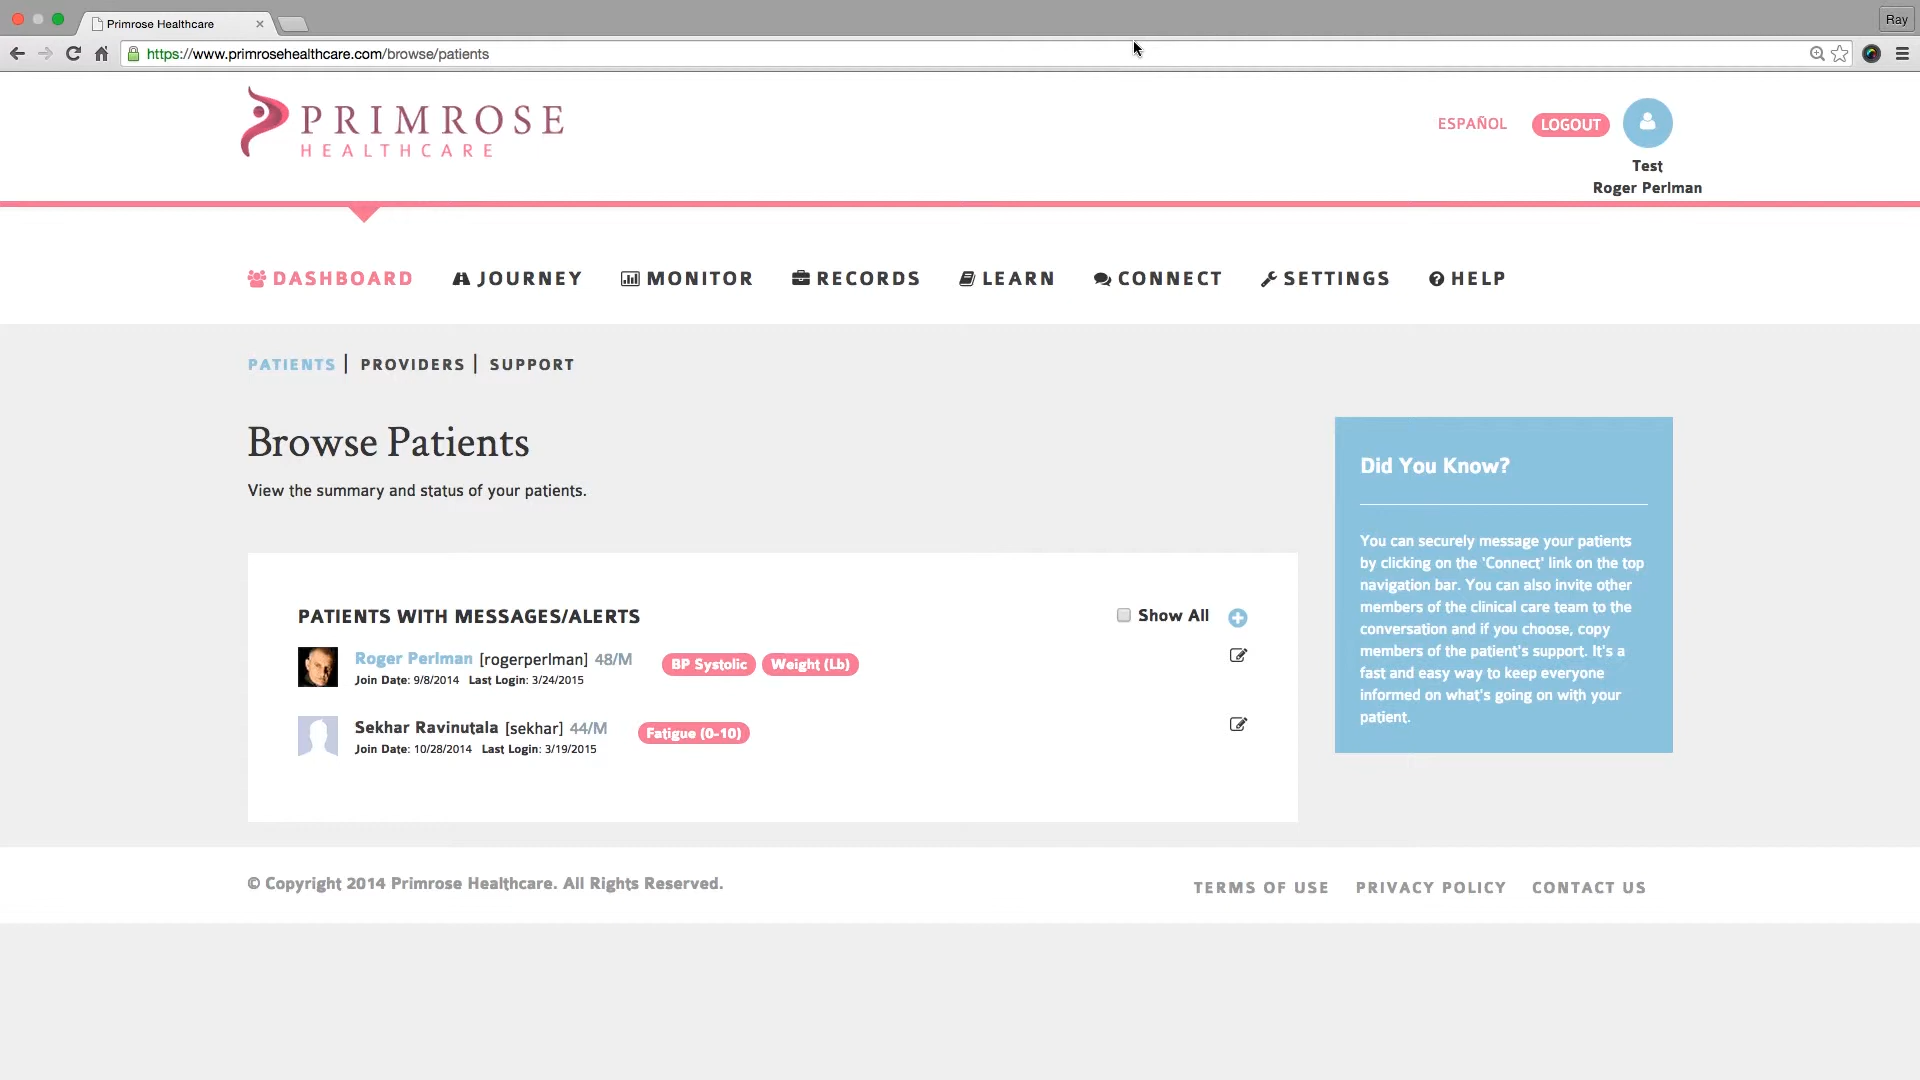 Primrose Healthcare
Ray
https://www.primrosehealthcare.com/browse/patients
PRIMROSE
HEALTHCARE
ESPAÑOL
LOGOUT
Test
Roger Perlman
DASHBOARD
JOURNEY
MONITOR
RECORDS
LEARN
CONNECT
SETTINGS
HELP
PATIENTS | PROVIDERS | SUPPORT
Browse Patients
View the summary and status of your patients.
PATIENTS WITH MESSAGES/ALERTS
Show All
Roger Perlman [rogerperlman] 48/M
BP Systolic
Weight (Lb)
Join Date: 9/8/2014 Last Login: 3/24/2015
Sekhar Ravinutala [sekhar] 44/M
Fatigue (0-10)
Join Date: 10/28/2014 Last Login: 3/19/2015
Did You Know?
You can securely message your patients
by clicking on the 'Connect' link on the top
navigation bar. You can also invite other
members of the clinical care team to the
conversation and if you choose, copy
members of the patient's support. It's a
fast and easy way to keep everyone
informed on what's going on with your
patient.
© Copyright 2014 Primrose Healthcare. All Rights Reserved.
TERMS OF USE
PRIVACY POLICY
CONTACT US